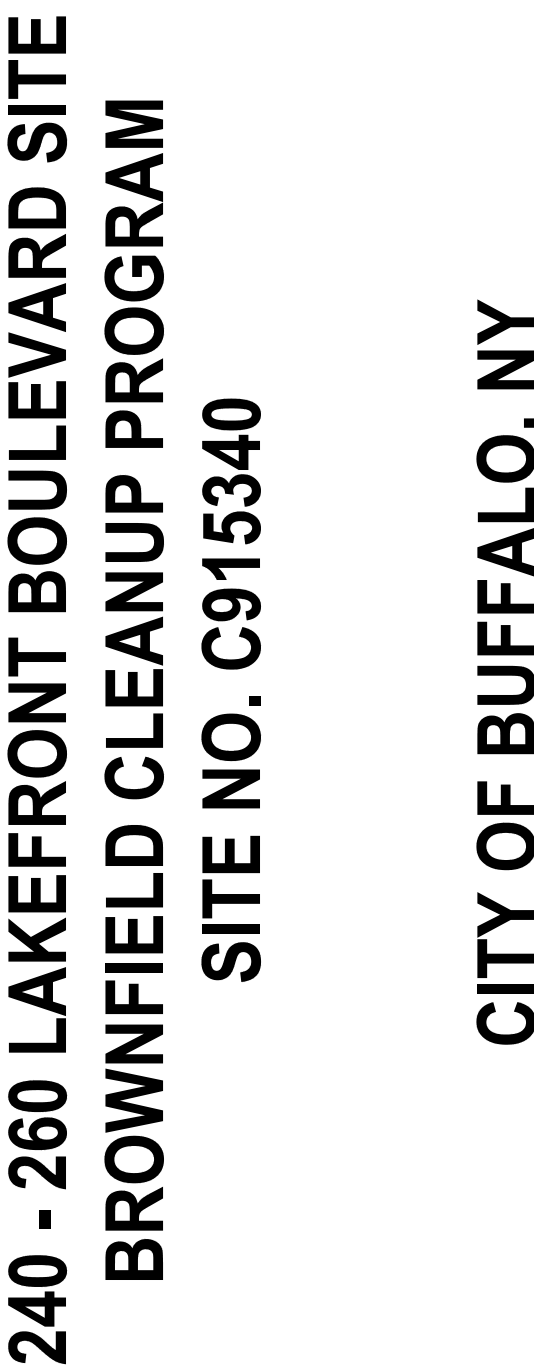 240 - 260 LAKEFRONT BOULEVARD SITE
BROWNFIELD CLEANUP PROGRAM
SITE NO. C915340
CITY OF BUFFALO, NY